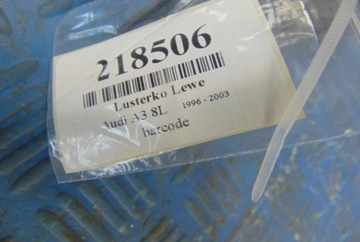 218506
Lusterko Lewe
Audi A3 8L 1996 - 2003
barcode